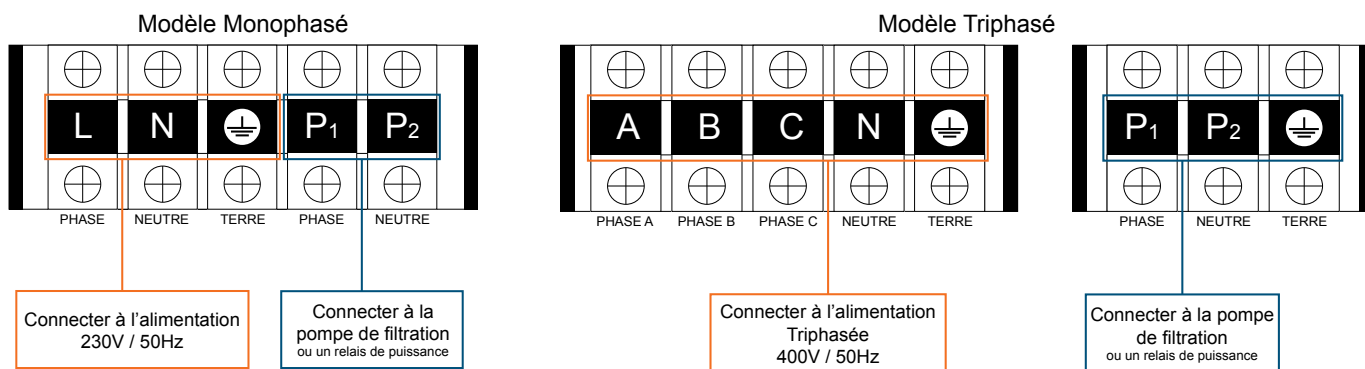 Modèle Monophasé
L N P1 P2
PHASE NEUTRE TERRE PHASE NEUTRE
Connecter à l'alimentation
230V / 50Hz
Connecter à la
pompe de filtration
ou un relais de puissance
Modèle Triphasé
A B C N
PHASE A PHASE B PHASE C NEUTRE TERRE
P1 P2
PHASE NEUTRE TERRE
Connecter à l'alimentation
Triphasée
400V / 50Hz
Connecter à la pompe
de filtration
ou un relais de puissance